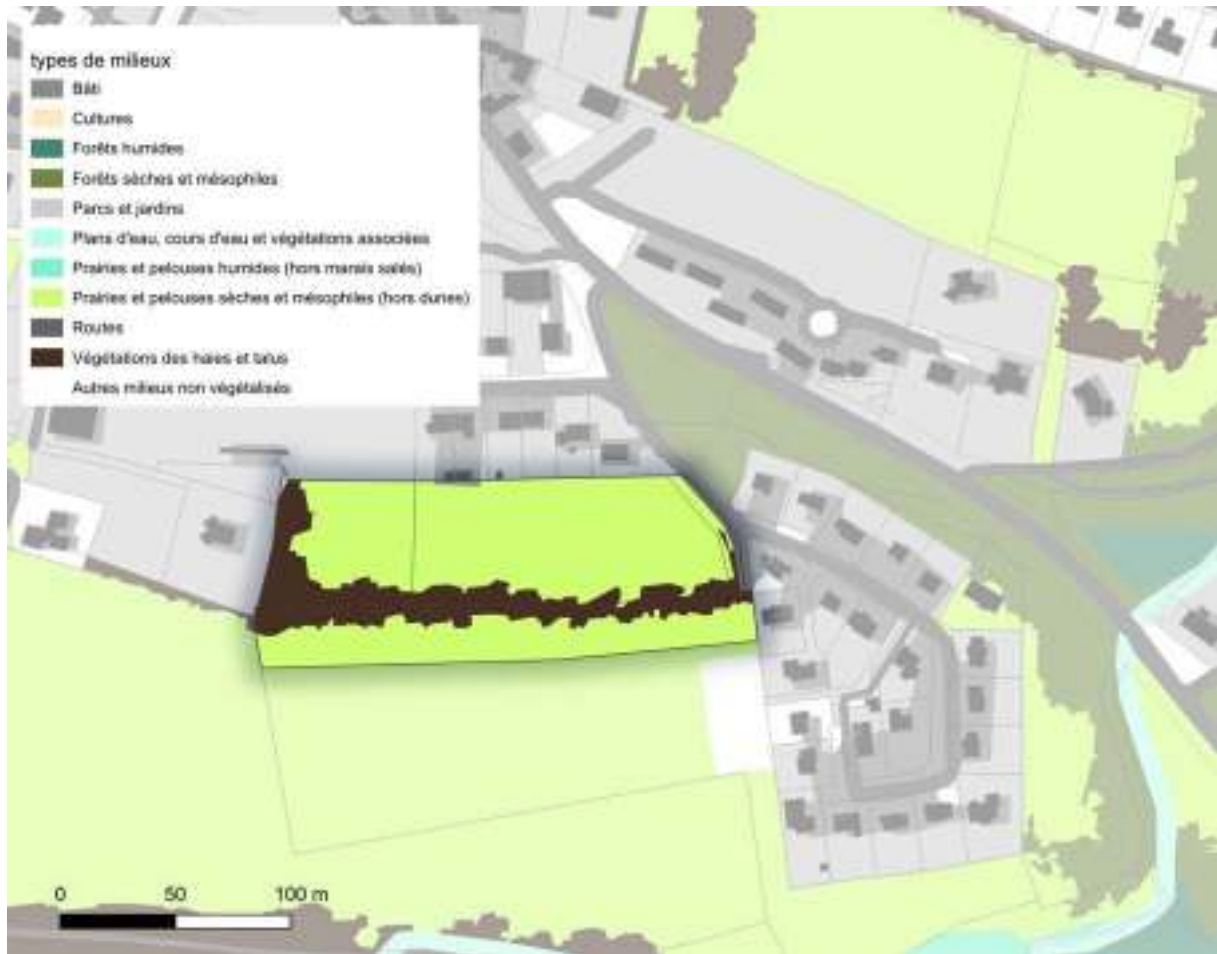 types de milieux
Bâti
Cultures
Forêts humides
Forêts sèches et mésophiles
Parcs et jardins
Plans d'eau, cours d'eau et végétations associées
Prairies et pelouses humides (hors marais salés)
Prairies et pelouses sèches et mésophiles (hors dunes)
Routes
Végétations des haies et talus
Autres milieux non végétalisés
0 50 100 m